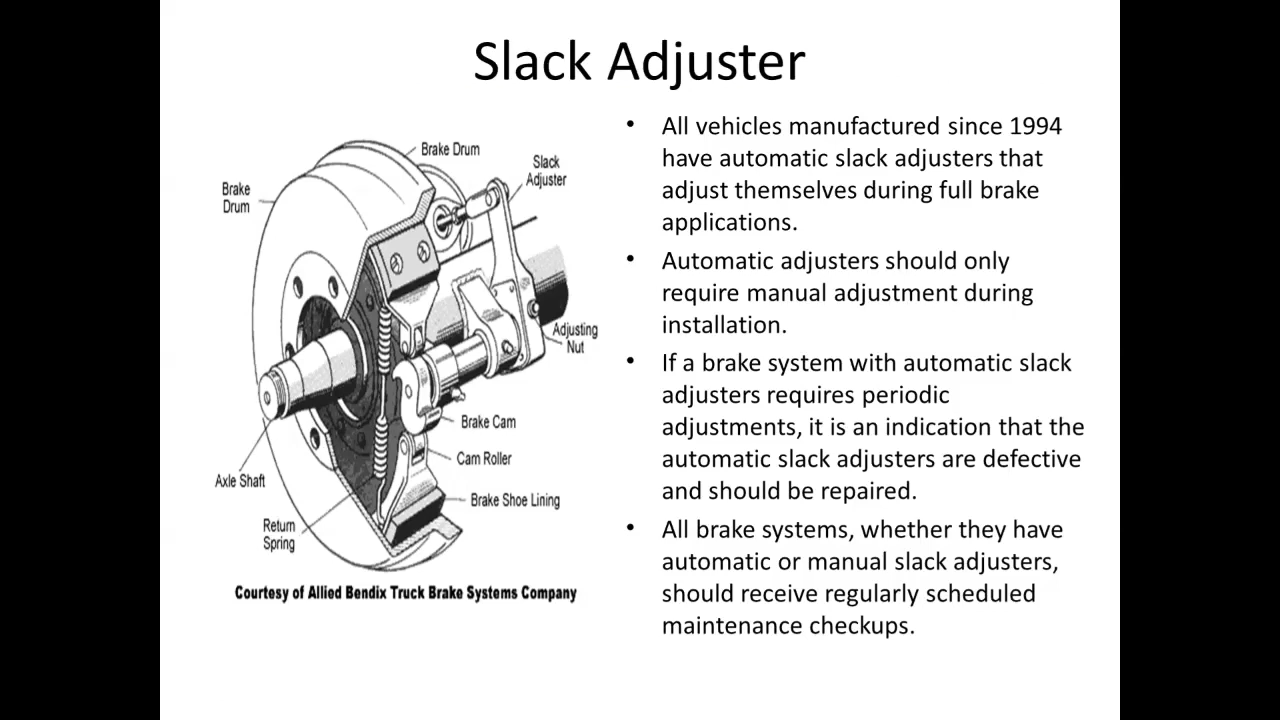 Slack Adjuster
Brake Drum
Slack
Adjuster
Brake
Drum
Adjusting
Nut
Brake Cam
Cam Roller
Axle Shaft
Brake Shoe Lining
Return
Spring
Courtesy of Allied Bendix Truck Brake Systems Company
• All vehicles manufactured since 1994
have automatic slack adjusters that
adjust themselves during full brake
applications.
• Automatic adjusters should only
require manual adjustment during
installation.
• If a brake system with automatic slack
adjusters requires periodic
adjustments, it is an indication that the
automatic slack adjusters are defective
and should be repaired.
• All brake systems, whether they have
automatic or manual slack adjusters,
should receive regularly scheduled
maintenance checkups.